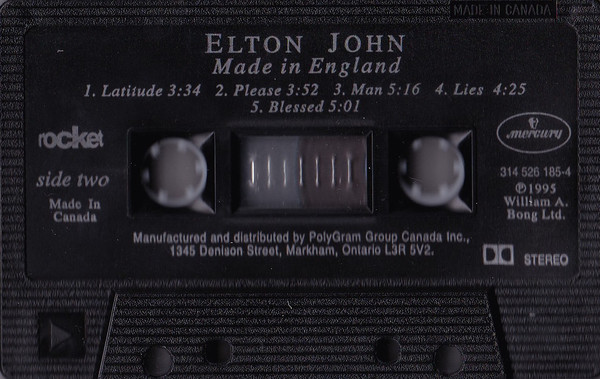 MADE IN CANADA
ELTON JOHN
Made in England
1. Latitude 3:34 2. Please 3:52 3. Man 5:16 4. Lies 4:25
5. Blessed 5:01
rocket
mercury
side two
314 526 185-4
Made In
Canada
℗1995
William A.
Bong Ltd.
Manufactured and distributed by PolyGram Group Canada Inc.,
1345 Denison Street, Markham, Ontario L3R 5V2.
STEREO